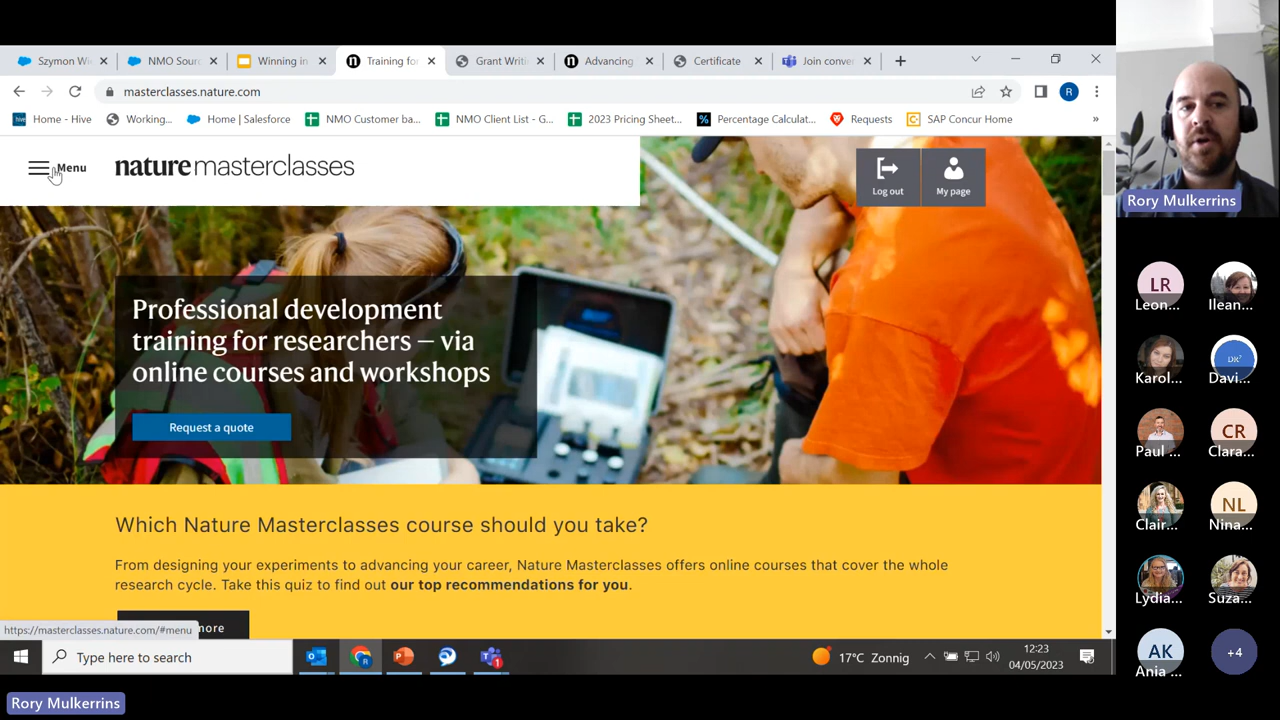 Szymon Wi
NMO Sour
Winning in
Training for
Grant Writi
Advancing
Certificate
Join conver
masterclasses.nature.com
R
Home - Hive
Working...
Home | Salesforce
NMO Customer ba...
NMO Client List - G...
2023 Pricing Sheet...
Percentage Calculat...
Requests
SAP Concur Home
»
Menu
nature masterclasses
Log out
My page
Professional development
training for researchers – via
online courses and workshops
Request a quote
Which Nature Masterclasses course should you take?
From designing your experiments to advancing your career, Nature Masterclasses offers online courses that cover the whole
research cycle. Take this quiz to find out our top recommendations for you.
more
https://masterclasses.nature.com/#menu
Type here to search
17°C Zonnig
12:23
04/05/2023
Rory Mulkerrins
Rory Mulkerrins
LR
Leon...
Ilean...
Karol...
DR
Davi...
Paul ...
CR
Clara...
Clair...
NL
Nina...
Lydia...
Suza...
AK
Ania ...
+4